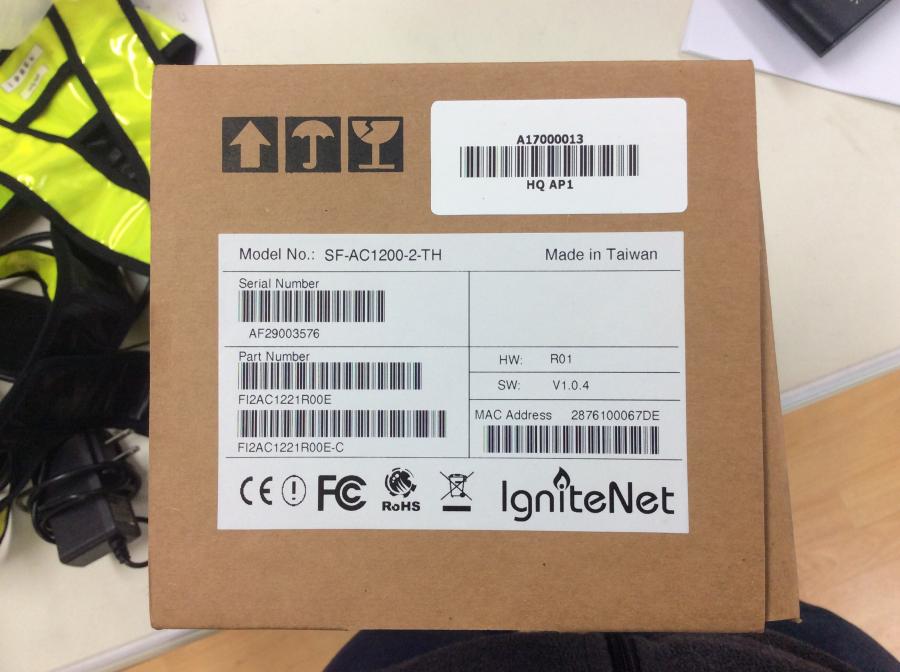 A17000013
HQ AP1
Model No.: SF-AC1200-2-TH
Made in Taiwan
Serial Number
AF29003576
Part Number
FI2AC1221R00E
FI2AC1221R00E-C
HW: R01
SW: V1.0.4
MAC Address 2876100067DE
CE FC RoHS IgniteNet